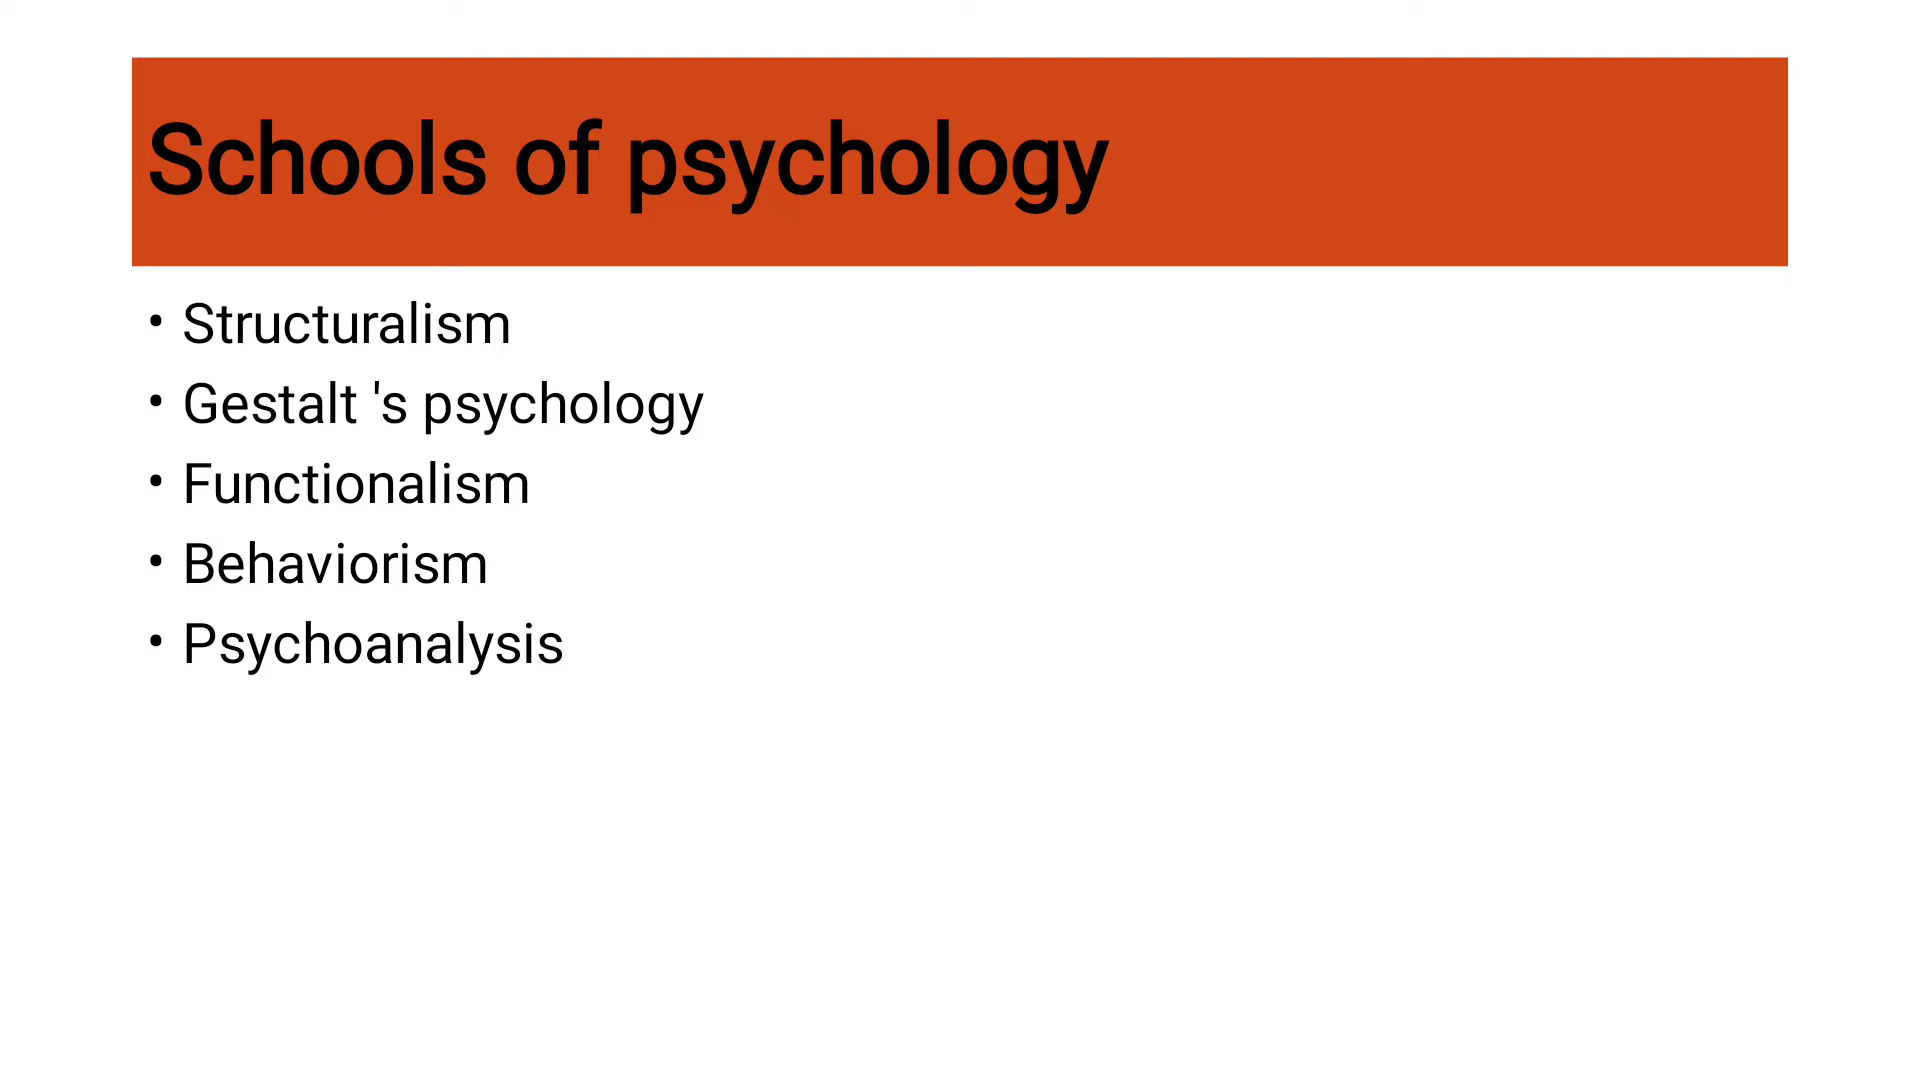 Schools of psychology
• Structuralism
• Gestalt 's psychology
• Functionalism
• Behaviorism
• Psychoanalysis